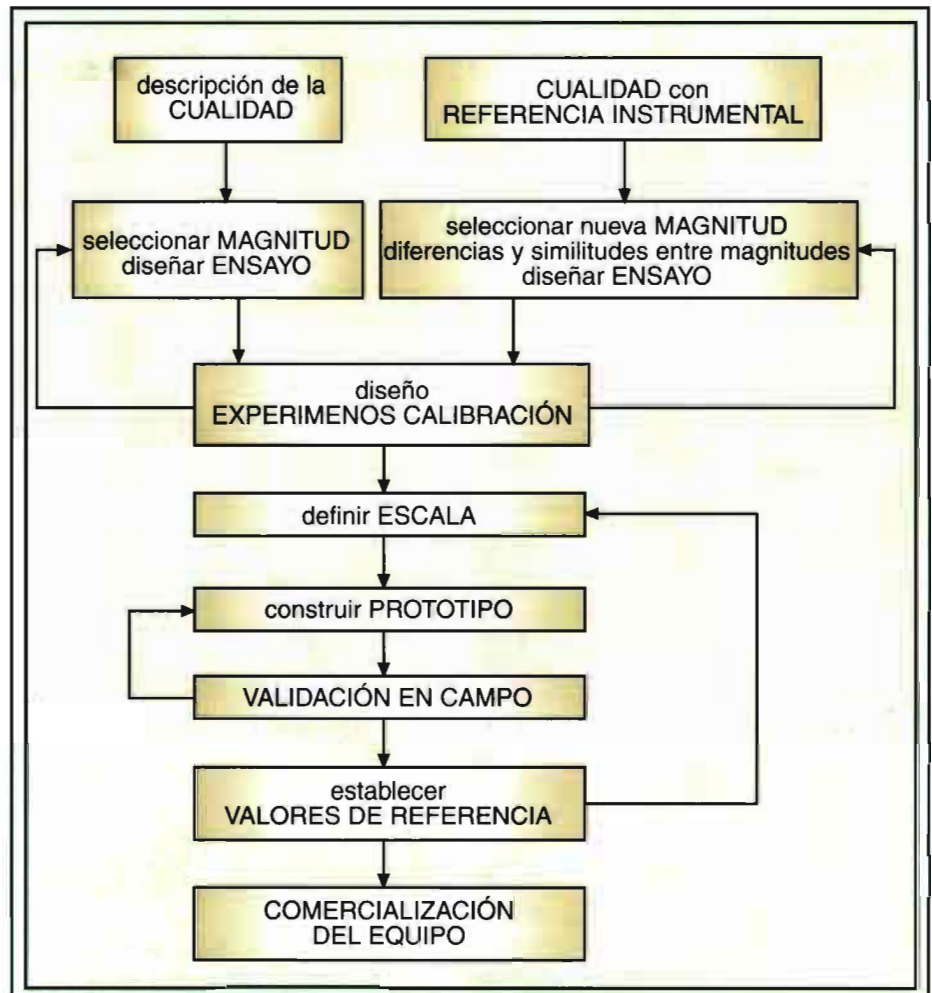 descripción de la
CUALIDAD
CUALIDAD con
REFERENCIA INSTRUMENTAL
seleccionar MAGNITUD
diseñar ENSAYO
seleccionar nueva MAGNITUD
diferencias y similitudes entre magnitudes
diseñar ENSAYO
diseño
EXPERIMENOS CALIBRACIÓN
definir ESCALA
construir PROTOTIPO
VALIDACIÓN EN CAMPO
establecer
VALORES DE REFERENCIA
COMERCIALIZACIÓN
DEL EQUIPO